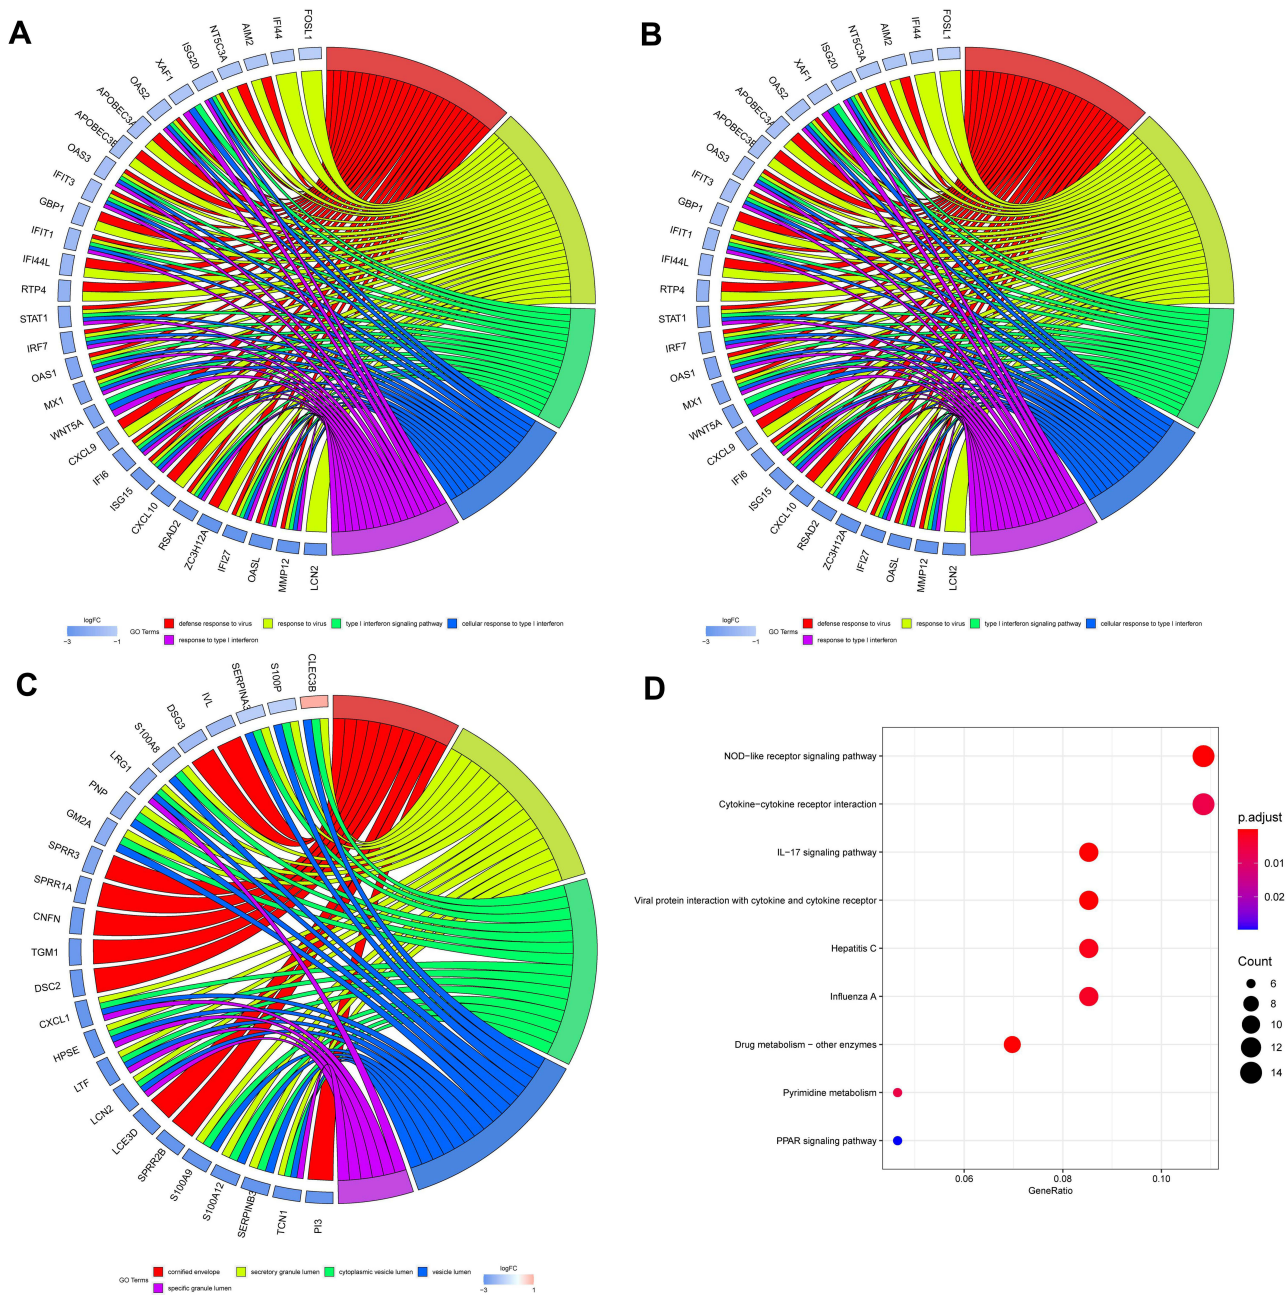 A
FOSL1
IFI44
AIM2
NT5C3A
ISG20
XAF1
OAS2
APOBEC3A
APOBEC3B
OAS3
IFIT3
GBP1
IFIT1
IFI44L
RTP4
STAT1
IRF7
OAS1
MX1
WNT5A
CXCL9
IFI6
ISG15
CXCL10
RSAD2
ZC3H12A
IFI27
OASL
MMP12
LCN2
logFC
−3 −1
GO Terms
defense response to virus
response to virus
type I interferon signaling pathway
cellular response to type I interferon
response to type I interferon
B
FOSL1
IFI44
AIM2
NT5C3A
ISG20
XAF1
OAS2
APOBEC3A
APOBEC3B
OAS3
IFIT3
GBP1
IFIT1
IFI44L
RTP4
STAT1
IRF7
OAS1
MX1
WNT5A
CXCL9
IFI6
ISG15
CXCL10
RSAD2
ZC3H12A
IFI27
OASL
MMP12
LCN2
logFC
−3 −1
GO Terms
defense response to virus
response to virus
type I interferon signaling pathway
cellular response to type I interferon
response to type I interferon
C
CLEC3B
S100P
SERPINA3
IVL
DSG3
S100A8
LRG1
PNP
GM2A
SPRR3
SPRR1A
CNFN
TGM1
DSC2
CXCL1
HPSE
LTF
LCN2
LCE3D
SPRR2B
S100A9
S100A12
SERPINB3
TCN1
PI3
GO Terms
cornified envelope
secretory granule lumen
cytoplasmic vesicle lumen
vesicle lumen
specific granule lumen
logFC
−3 1
D
NOD−like receptor signaling pathway
Cytokine−cytokine receptor interaction
IL−17 signaling pathway
Viral protein interaction with cytokine and cytokine receptor
Hepatitis C
Influenza A
Drug metabolism − other enzymes
Pyrimidine metabolism
PPAR signaling pathway
0.06 0.08 0.10
GeneRatio
p.adjust
0.01
0.02
Count
6
8
10
12
14